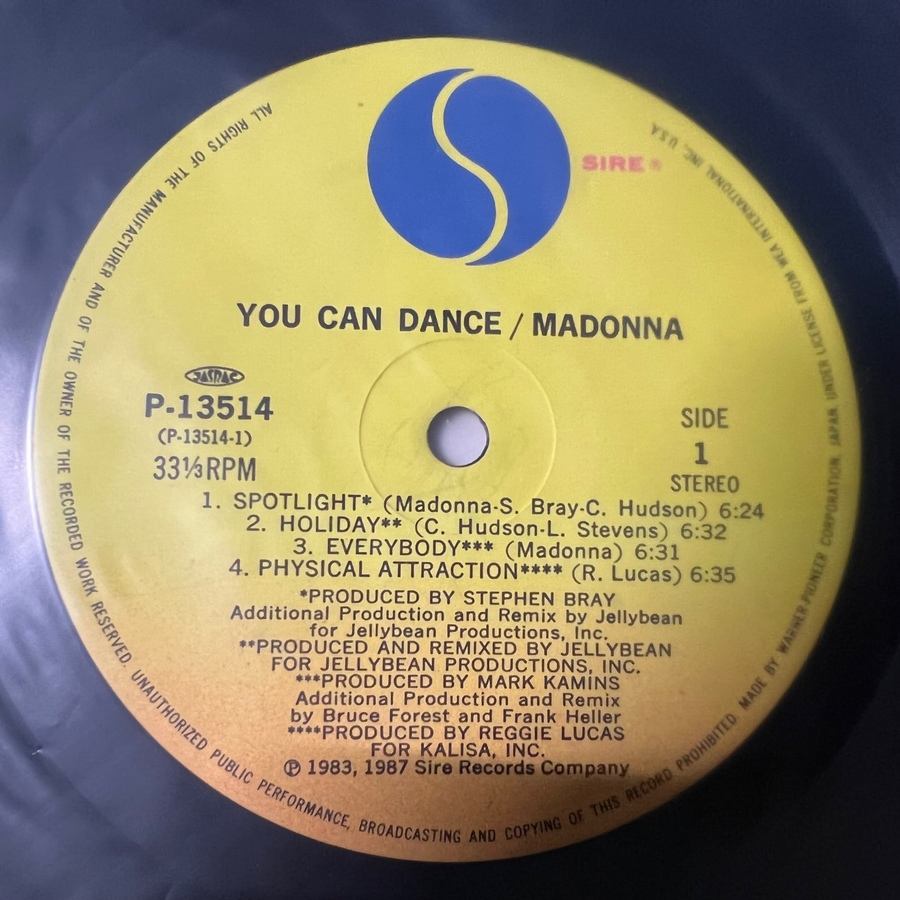 SIRE ®
YOU CAN DANCE / MADONNA
JASRAC
P-13514
(P-13514-1)
33⅓RPM
SIDE
1
STEREO
1. SPOTLIGHT* (Madonna-S. Bray-C. Hudson) 6:24
2. HOLIDAY** (C. Hudson-L. Stevens) 6:32
3. EVERYBODY*** (Madonna) 6:31
4. PHYSICAL ATTRACTION**** (R. Lucas) 6:35
*PRODUCED BY STEPHEN BRAY
Additional Production and Remix by Jellybean
for Jellybean Productions, Inc.
**PRODUCED AND REMIXED BY JELLYBEAN
FOR JELLYBEAN PRODUCTIONS, INC.
***PRODUCED BY MARK KAMINS
Additional Production and Remix
by Bruce Forest and Frank Heller
****PRODUCED BY REGGIE LUCAS
FOR KALISA, INC.
℗ 1983, 1987 Sire Records Company
ALL RIGHTS OF THE MANUFACTURER AND OF THE OWNER OF THE RECORDED WORK RESERVED. UNAUTHORIZED PUBLIC PERFORMANCE, BROADCASTING AND COPYING OF THIS RECORD PROHIBITED. MADE BY WARNER-PIONEER CORPORATION. JAPAN UNDER LICENSE FROM WEA INTERNATIONAL INC., U.S.A.